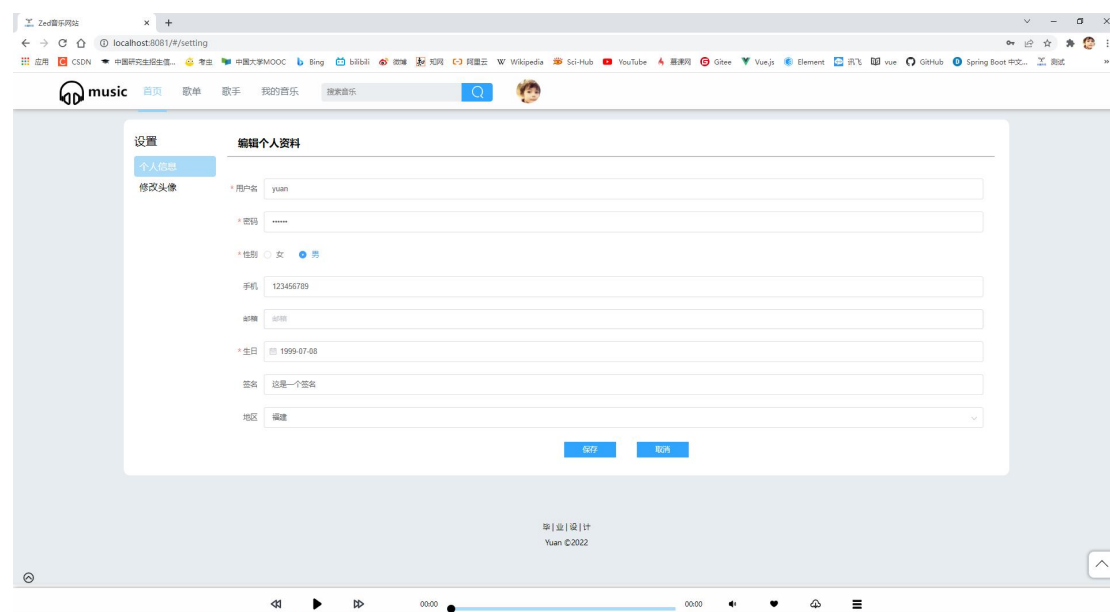 Zed音乐网站
localhost:8081/#/setting
应用 CSDN 中国研究生招生信... 考生 中国大学MOOC Bing bilibili 微博 知网 阿里云 Wikipedia Sci-Hub YouTube 慕课网 Gitee Vue.js Element 讯飞 vue GitHub Spring Boot 中文... 测试 »
music 首页 歌单 歌手 我的音乐 搜索音乐
设置
编辑个人资料
个人信息
修改头像
* 用户名 yuan
* 密码 ••••••
* 性别 女 男
手机 123456789
邮箱 邮箱
* 生日 1999-07-08
签名 这是一个签名
地区 福建
保存 取消
毕 | 业 | 设 | 计
Yuan ©2022
00:00 00:00